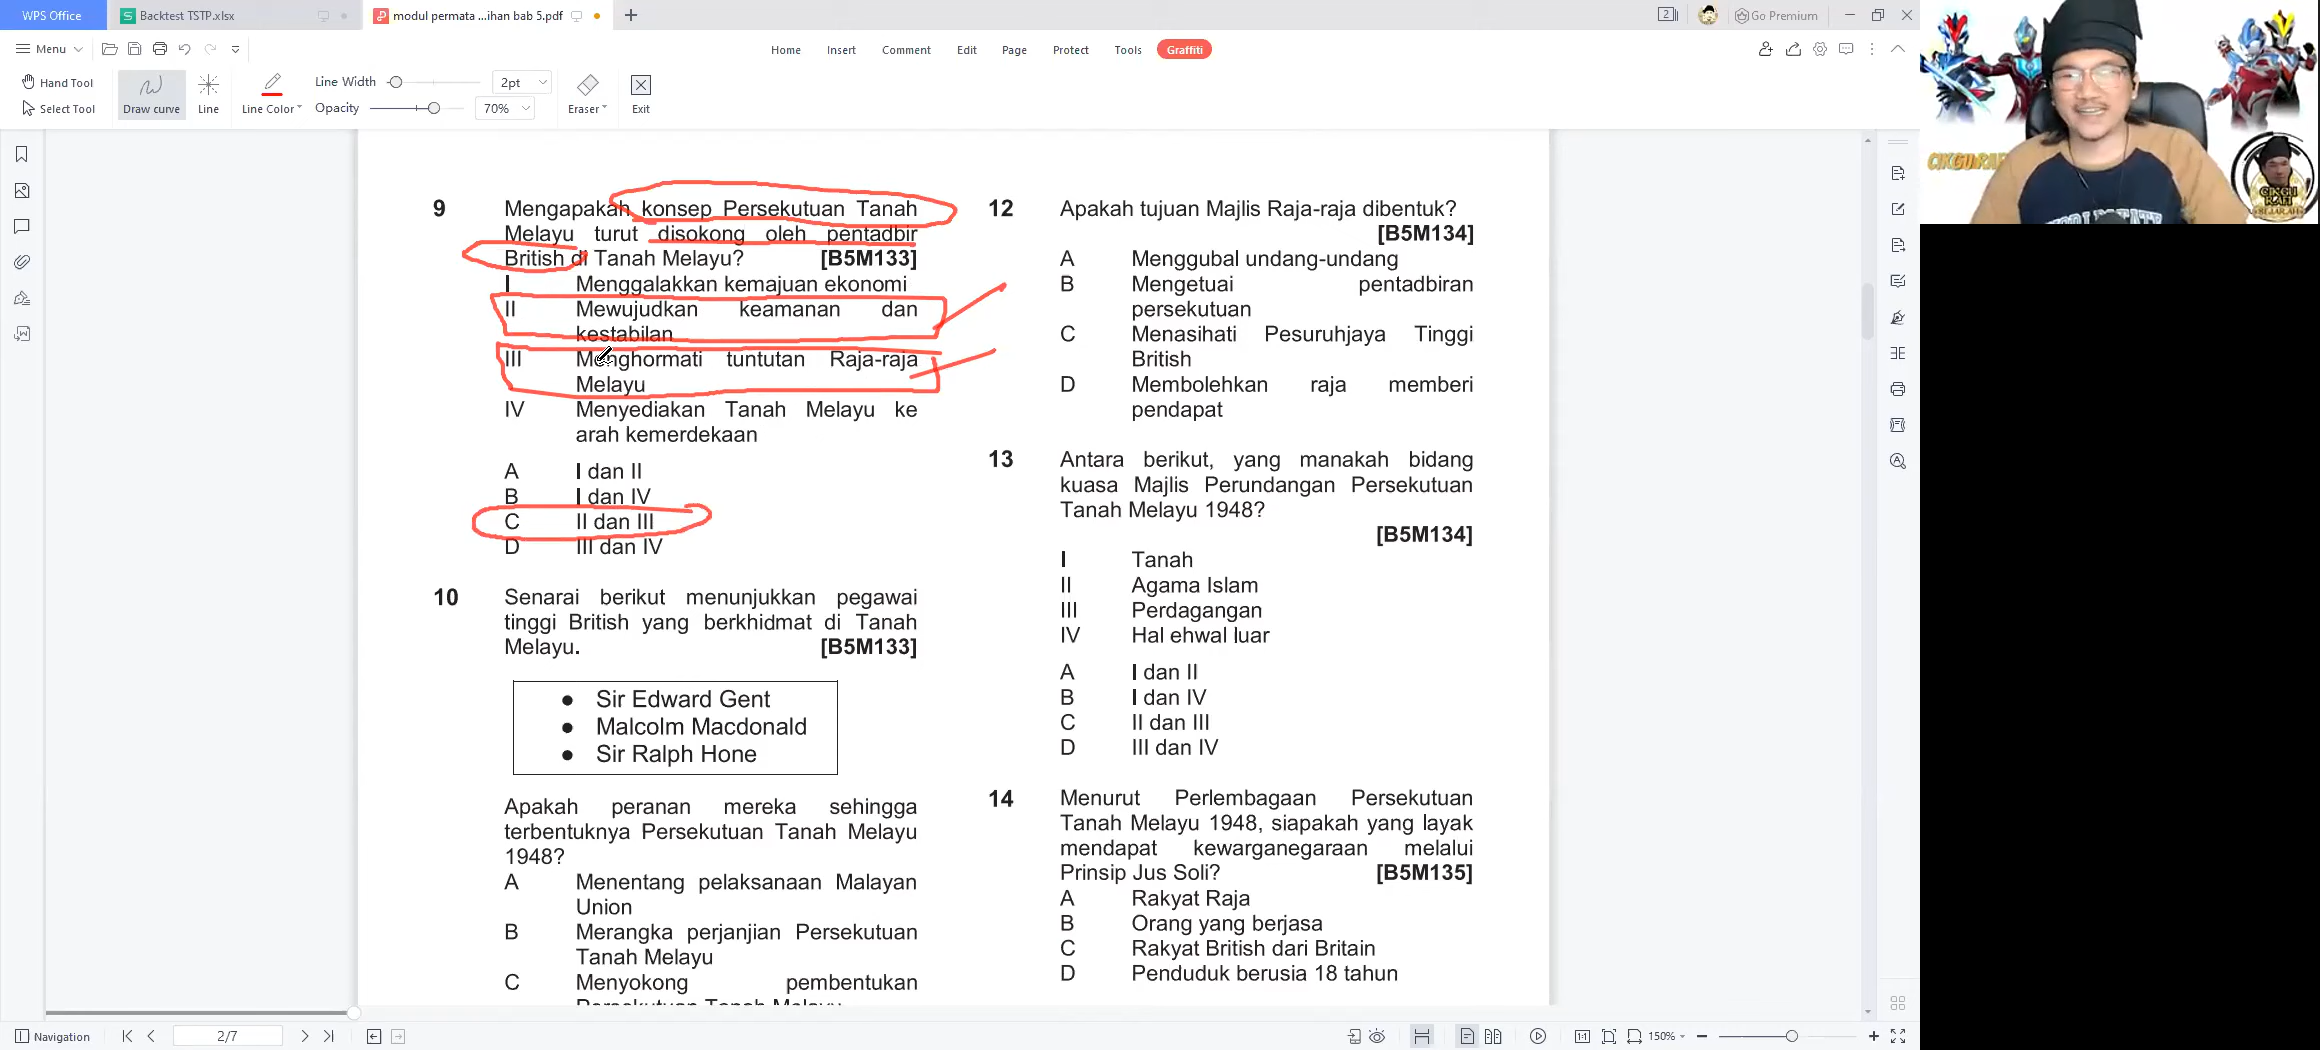 WPS Office
Backtest TSTP.xlsx
modul permata ...ihan bab 5.pdf
2
Go Premium
Menu
Home Insert Comment Edit Page Protect Tools Graffiti
Hand Tool
Select Tool
Draw curve
Line
Line Color
Line Width
2pt
Opacity
70%
Eraser
Exit
9 Mengapakah konsep Persekutuan Tanah
Melayu turut disokong oleh pentadbir
British di Tanah Melayu? [B5M133]
I Menggalakkan kemajuan ekonomi
II Mewujudkan keamanan dan
kestabilan
III Menghormati tuntutan Raja-raja
Melayu
IV Menyediakan Tanah Melayu ke
arah kemerdekaan
A I dan II
B I dan IV
C II dan III
D III dan IV
10 Senarai berikut menunjukkan pegawai
tinggi British yang berkhidmat di Tanah
Melayu. [B5M133]
● Sir Edward Gent
● Malcolm Macdonald
● Sir Ralph Hone
Apakah peranan mereka sehingga
terbentuknya Persekutuan Tanah Melayu
1948?
A Menentang pelaksanaan Malayan
Union
B Merangka perjanjian Persekutuan
Tanah Melayu
C Menyokong pembentukan
Persekutuan Tanah Melayu
12 Apakah tujuan Majlis Raja-raja dibentuk?
[B5M134]
A Menggubal undang-undang
B Mengetuai pentadbiran
persekutuan
C Menasihati Pesuruhjaya Tinggi
British
D Membolehkan raja memberi
pendapat
13 Antara berikut, yang manakah bidang
kuasa Majlis Perundangan Persekutuan
Tanah Melayu 1948?
[B5M134]
I Tanah
II Agama Islam
III Perdagangan
IV Hal ehwal luar
A I dan II
B I dan IV
C II dan III
D III dan IV
14 Menurut Perlembagaan Persekutuan
Tanah Melayu 1948, siapakah yang layak
mendapat kewarganegaraan melalui
Prinsip Jus Soli? [B5M135]
A Rakyat Raja
B Orang yang berjasa
C Rakyat British dari Britain
D Penduduk berusia 18 tahun
CIKGU
CIKGU
RAFI
SEJARAH
Navigation
2/7
1:1
150%